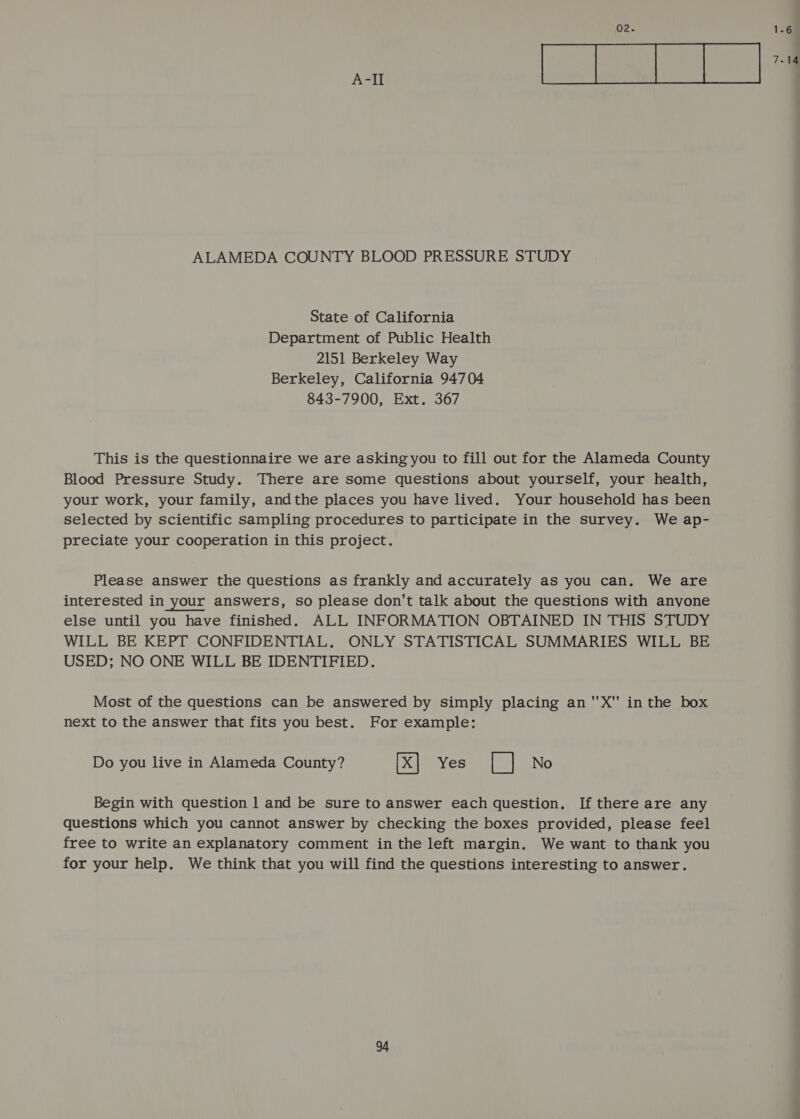 02.
1-6
7-14
A-II
ALAMEDA COUNTY BLOOD PRESSURE STUDY
State of California
Department of Public Health
2151 Berkeley Way
Berkeley, California 94704
843-7900, Ext. 367
This is the questionnaire we are asking you to fill out for the Alameda County
Blood Pressure Study. There are some questions about yourself, your health,
your work, your family, and the places you have lived. Your household has been
selected by scientific sampling procedures to participate in the survey. We ap-
preciate your cooperation in this project.
Please answer the questions as frankly and accurately as you can. We are
interested in your answers, so please don't talk about the questions with anyone
else until you have finished. ALL INFORMATION OBTAINED IN THIS STUDY
WILL BE KEPT CONFIDENTIAL. ONLY STATISTICAL SUMMARIES WILL BE
USED; NO ONE WILL BE IDENTIFIED.
Most of the questions can be answered by simply placing an "X" in the box
next to the answer that fits you best. For example:
Do you live in Alameda County? X Yes No
Begin with question 1 and be sure to answer each question. If there are any
questions which you cannot answer by checking the boxes provided, please feel
free to write an explanatory comment in the left margin. We want to thank you
for your help. We think that you will find the questions interesting to answer.
94